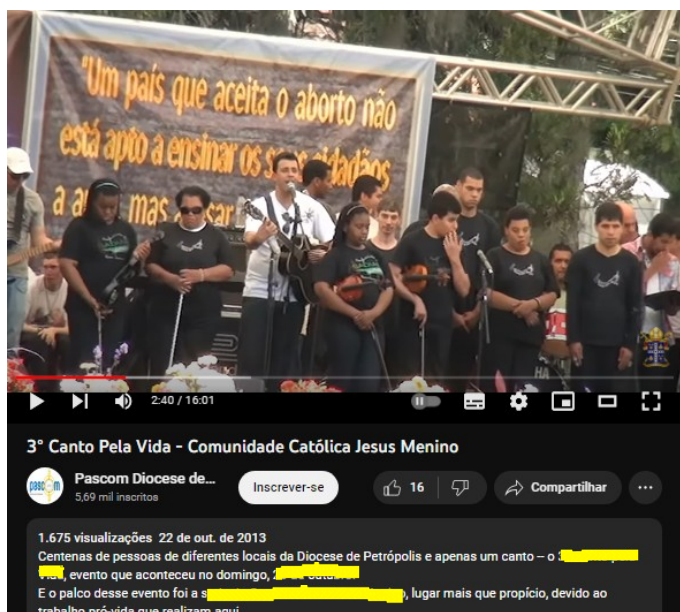 "Um país que aceita o aborto não
está apto a ensinar os seus cidadãos
a mas
2:40 / 16:01
3° Canto Pela Vida - Comunidade Católica Jesus Menino
pascom
Pascom Diocese de...
5,69 mil inscritos
Inscrever-se
16
Compartilhar
1.675 visualizações 22 de out. de 2013
Centenas de pessoas de diferentes locais da Diocese de Petrópolis e apenas um canto – o 3
, evento que aconteceu no domingo, 2
E o palco desse evento foi a s , lugar mais que propício, devido ao
trabalho pró-vida que realizam aqui